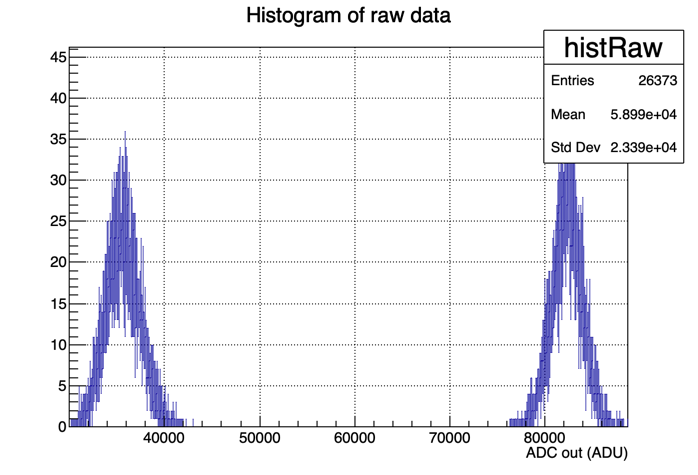 Histogram of raw data
histRaw
Entries 26373
Mean 5.899e+04
Std Dev 2.339e+04
45
40
35
30
25
20
15
10
5
0
40000 50000 60000 70000 80000
ADC out (ADU)